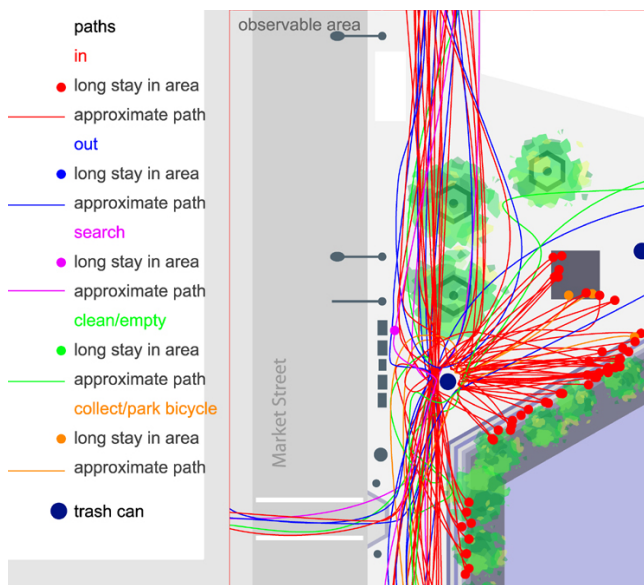 paths
in
long stay in area
approximate path
out
long stay in area
approximate path
search
long stay in area
approximate path
clean/empty
long stay in area
approximate path
collect/park bicycle
long stay in area
approximate path
trash can
observable area
Market Street